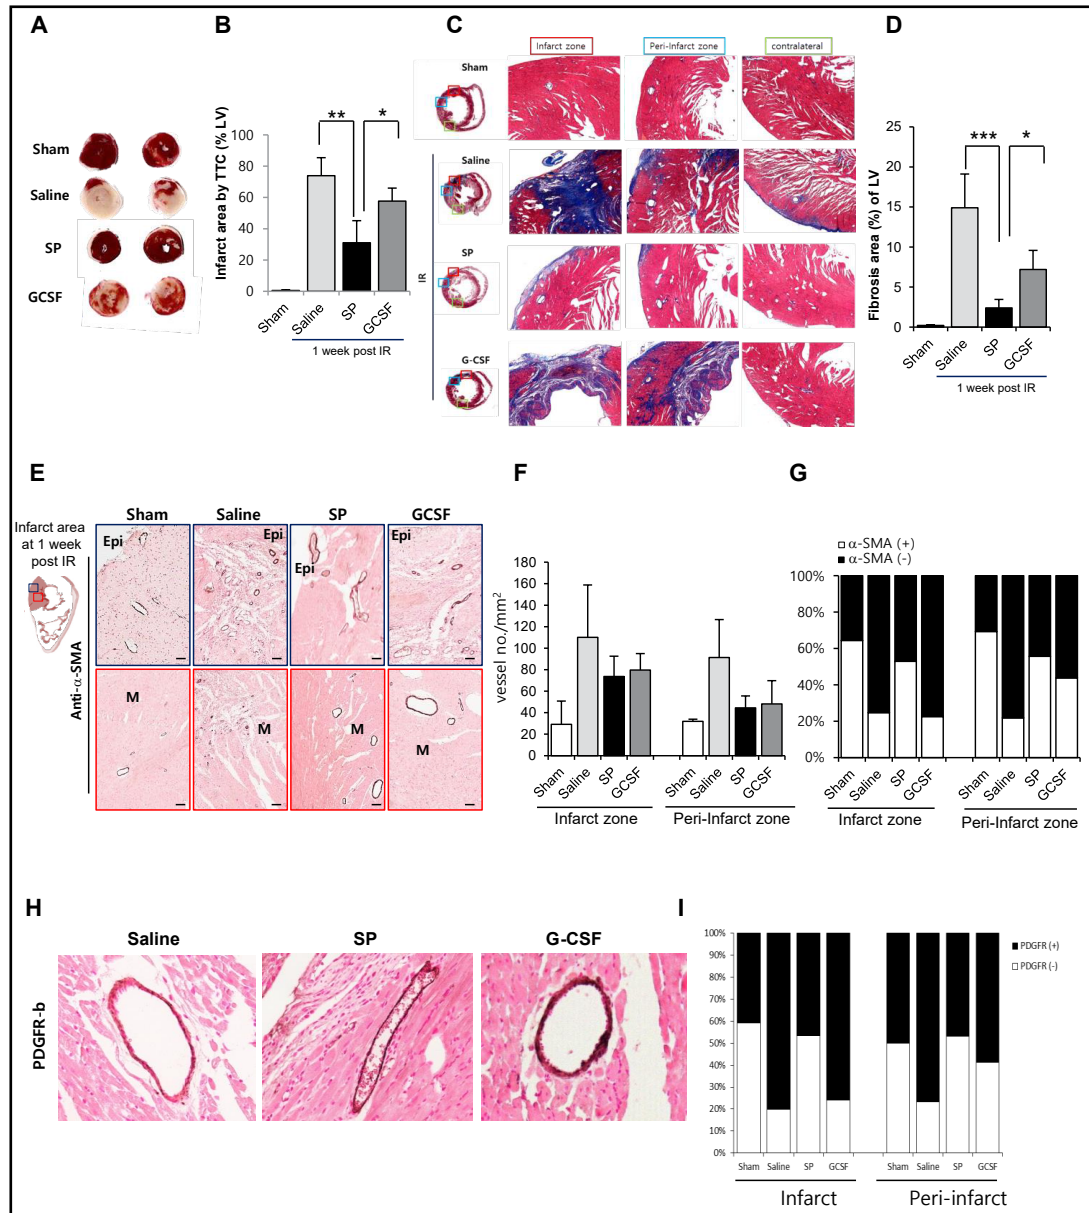 A
Sham
Saline
SP
GCSF
B
Infarct area by TTC (% LV)
100
80
60
40
20
0
**
*
Sham
Saline
SP
GCSF
1 week post IR
C
Infarct zone
Peri-Infarct zone
contralateral
Sham
Saline
SP
G-CSF
IR
D
Fibrosis area (%) of LV
25
20
15
10
5
0
***
*
Sham
Saline
SP
GCSF
1 week post IR
E
Infarct area
at 1 week
post IR
Anti-α-SMA
Sham
Saline
SP
GCSF
Epi
Epi
Epi
Epi
M
M
M
M
F
vessel no./mm²
180
160
140
120
100
80
60
40
20
0
Sham
Saline
SP
GCSF
Sham
Saline
SP
GCSF
Infarct zone
Peri-Infarct zone
G
α-SMA (+)
α-SMA (-)
100%
80%
60%
40%
20%
0%
Sham
Saline
SP
GCSF
Sham
Saline
SP
GCSF
Infarct zone
Peri-Infarct zone
H
Saline
SP
G-CSF
PDGFR-b
I
100%
90%
80%
70%
60%
50%
40%
30%
20%
10%
0%
PDGFR (+)
PDGFR (-)
Sham
Saline
SP
GCSF
Sham
Saline
SP
GCSF
Infarct
Peri-infarct